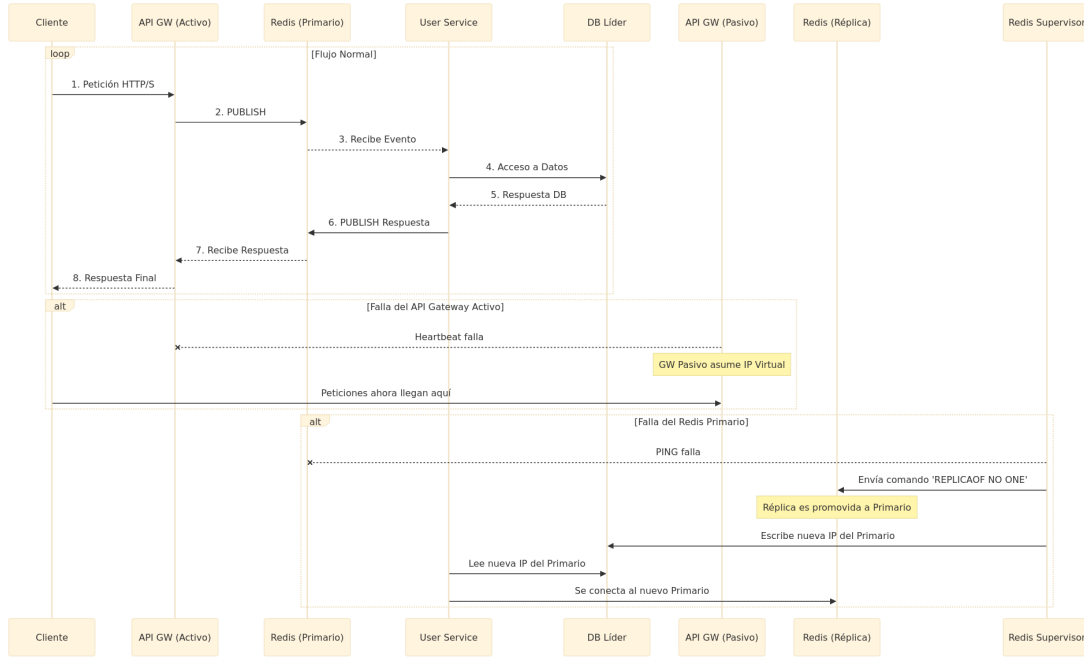 Cliente
API GW (Activo)
Redis (Primario)
User Service
DB Líder
API GW (Pasivo)
Redis (Réplica)
Redis Supervisor
loop
[Flujo Normal]
1. Petición HTTP/S
2. PUBLISH
3. Recibe Evento
4. Acceso a Datos
5. Respuesta DB
6. PUBLISH Respuesta
7. Recibe Respuesta
8. Respuesta Final
alt
[Falla del API Gateway Activo]
Heartbeat falla
GW Pasivo asume IP Virtual
Peticiones ahora llegan aquí
alt
[Falla del Redis Primario]
PING falla
Envía comando 'REPLICAOF NO ONE'
Réplica es promovida a Primario
Escribe nueva IP del Primario
Lee nueva IP del Primario
Se conecta al nuevo Primario
Cliente
API GW (Activo)
Redis (Primario)
User Service
DB Líder
API GW (Pasivo)
Redis (Réplica)
Redis Supervisor